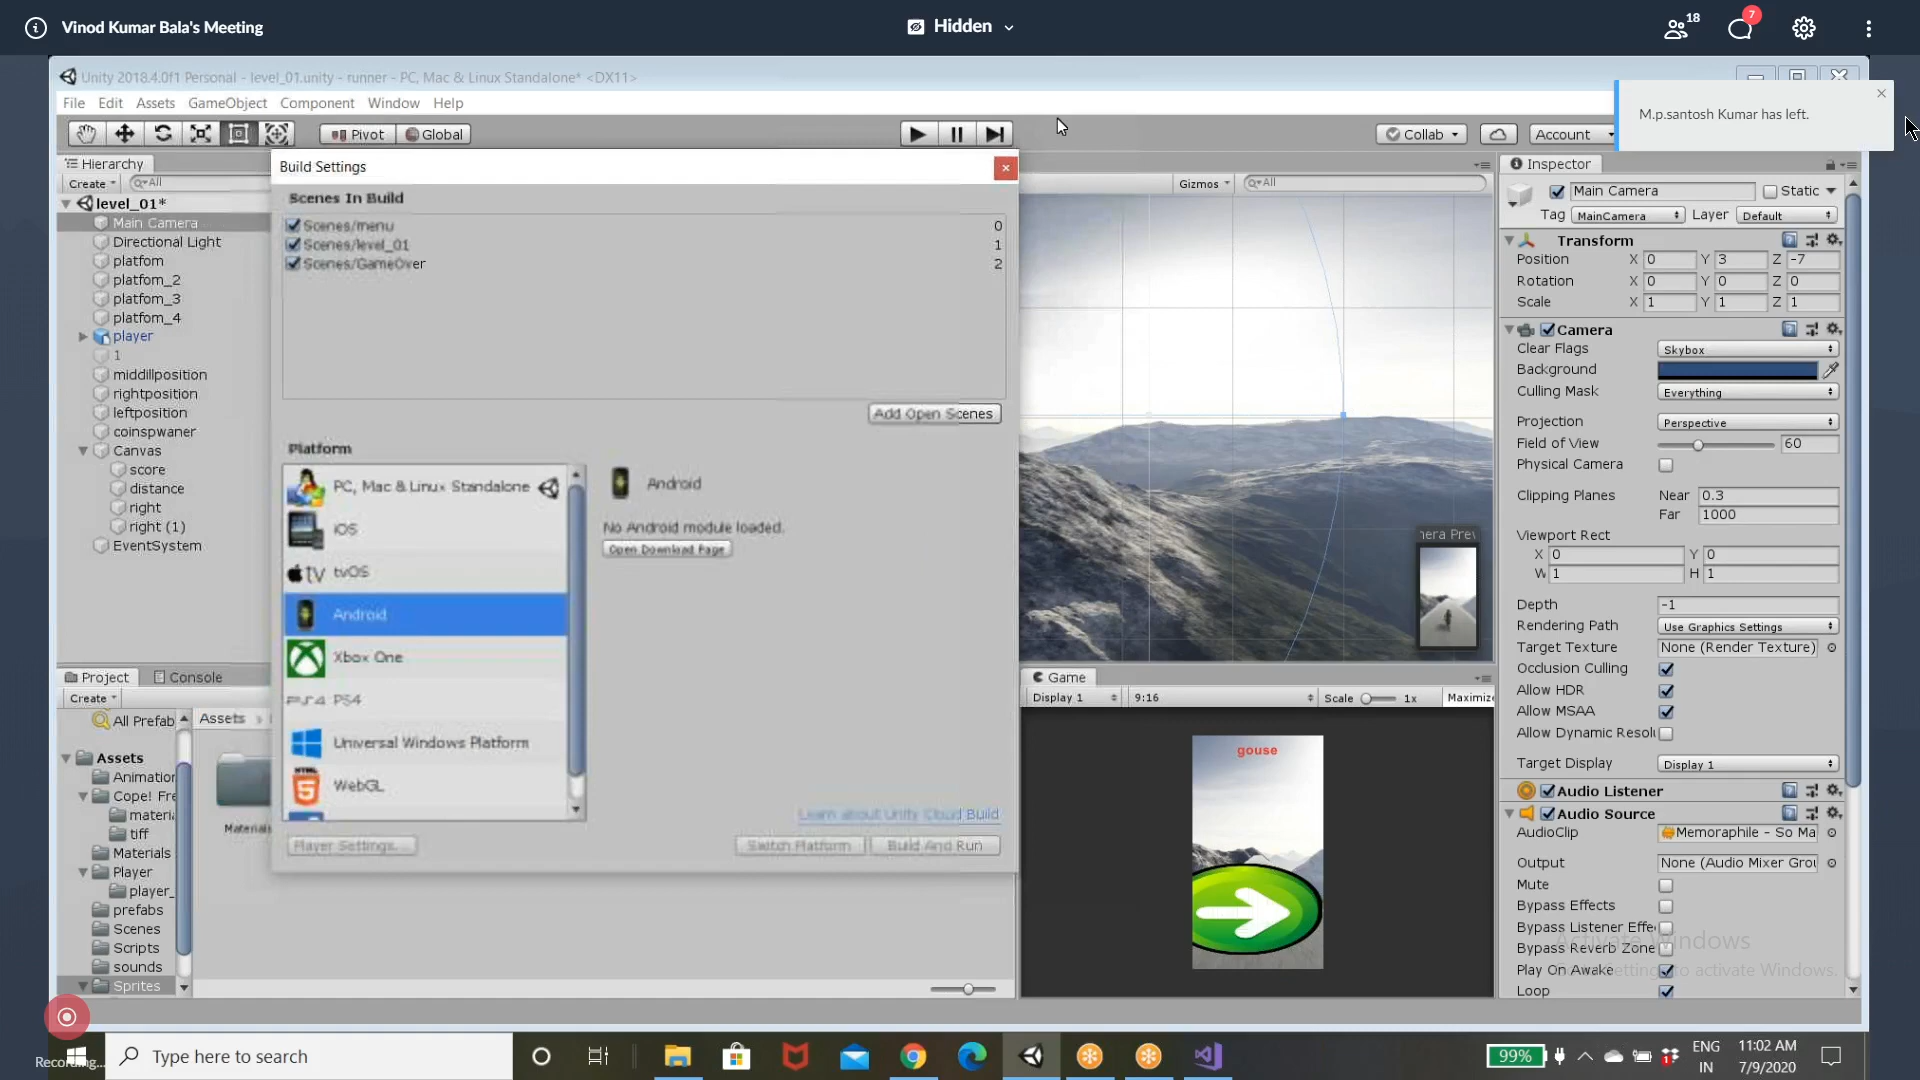 Vinod Kumar Bala's Meeting
Hidden
18
7
Unity 2018.4.0f1 Personal - level_01.unity - runner - PC, Mac & Linux Standalone* <DX11>
File Edit Assets GameObject Component Window Help
M.p.santosh Kumar has left.
Pivot Global
Collab Account
Hierarchy
Create All
level_01*
Main Camera
Directional Light
platfom
platfom_2
platfom_3
platfom_4
player
1
middillposition
rightposition
leftposition
coinspwaner
Canvas
score
distance
right
right (1)
EventSystem
Build Settings
Scenes In Build
Scenes/menu 0
Scenes/level_01 1
Scenes/GameOver 2
Add Open Scenes
Platform
PC, Mac & Linux Standalone
iOS
tvOS
Android
Xbox One
PS4
Universal Windows Platform
WebGL
Android
No Android module loaded.
Open Download Page
Learn about Unity Cloud Build
Player Settings...
Switch Platform Build And Run
Gizmos All
Game
Display 1 9:16 Scale 1x Maximize
gouse
Inspector
Main Camera Static
Tag MainCamera Layer Default
Transform
Position X 0 Y 3 Z -7
Rotation X 0 Y 0 Z 0
Scale X 1 Y 1 Z 1
Camera
Clear Flags Skybox
Background
Culling Mask Everything
Projection Perspective
Field of View 60
Physical Camera
Clipping Planes Near 0.3
Far 1000
Viewport Rect
X 0 Y 0
W 1 H 1
Depth -1
Rendering Path Use Graphics Settings
Target Texture None (Render Texture)
Occlusion Culling
Allow HDR
Allow MSAA
Allow Dynamic Resolu
Target Display Display 1
Audio Listener
Audio Source
AudioClip Memoraphile - So Ma
Output None (Audio Mixer Grou
Mute
Bypass Effects
Bypass Listener Effe
Bypass Reverb Zone
Play On Awake
Loop
Activate Windows
to activate Windows.
Project Console
Create
All Prefab
Assets
Assets
Animation
Cope! Fre
materia
tiff
Materials
Player
player_
prefabs
Scenes
Scripts
sounds
Sprites
Materials
Recording...
Type here to search
99%
ENG
IN
11:02 AM
7/9/2020